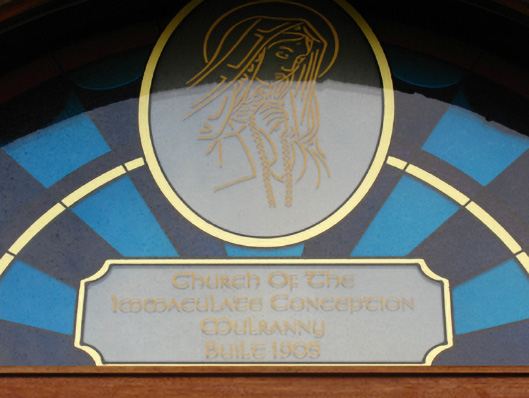 Church Of The
Immaculate Conception
Mulranny
Built 1905